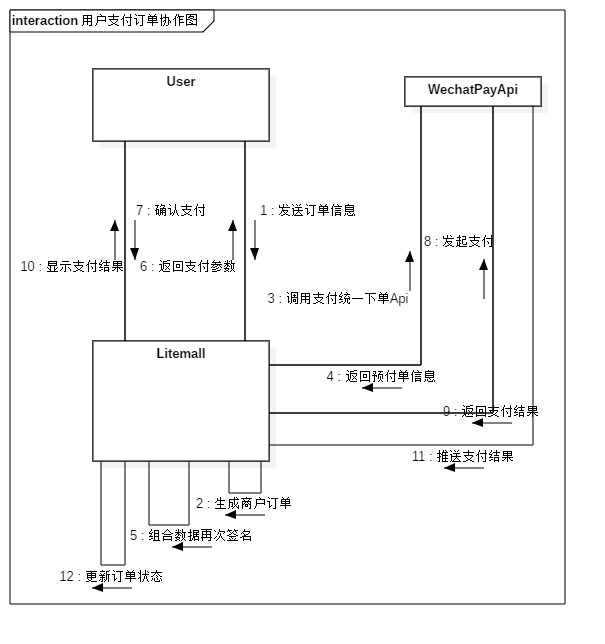 interaction 用户支付订单协作图
User
WechatPayApi
7 : 确认支付
1 : 发送订单信息
8 : 发起支付
10 : 显示支付结果
6 : 返回支付参数
3 : 调用支付统一下单Api
Litemall
4 : 返回预付单信息
9 : 返回支付结果
11 : 推送支付结果
2 : 生成商户订单
5 : 组合数据再次签名
12 : 更新订单状态